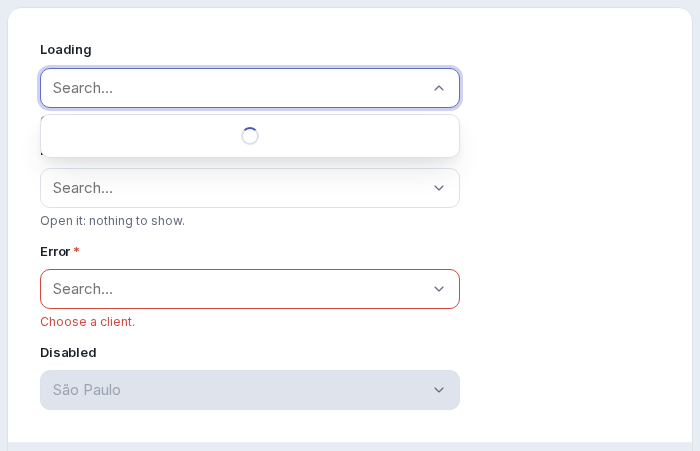 Loading
Search...
Search...
Open it: nothing to show.
Error *
Search...
Choose a client.
Disabled
São Paulo